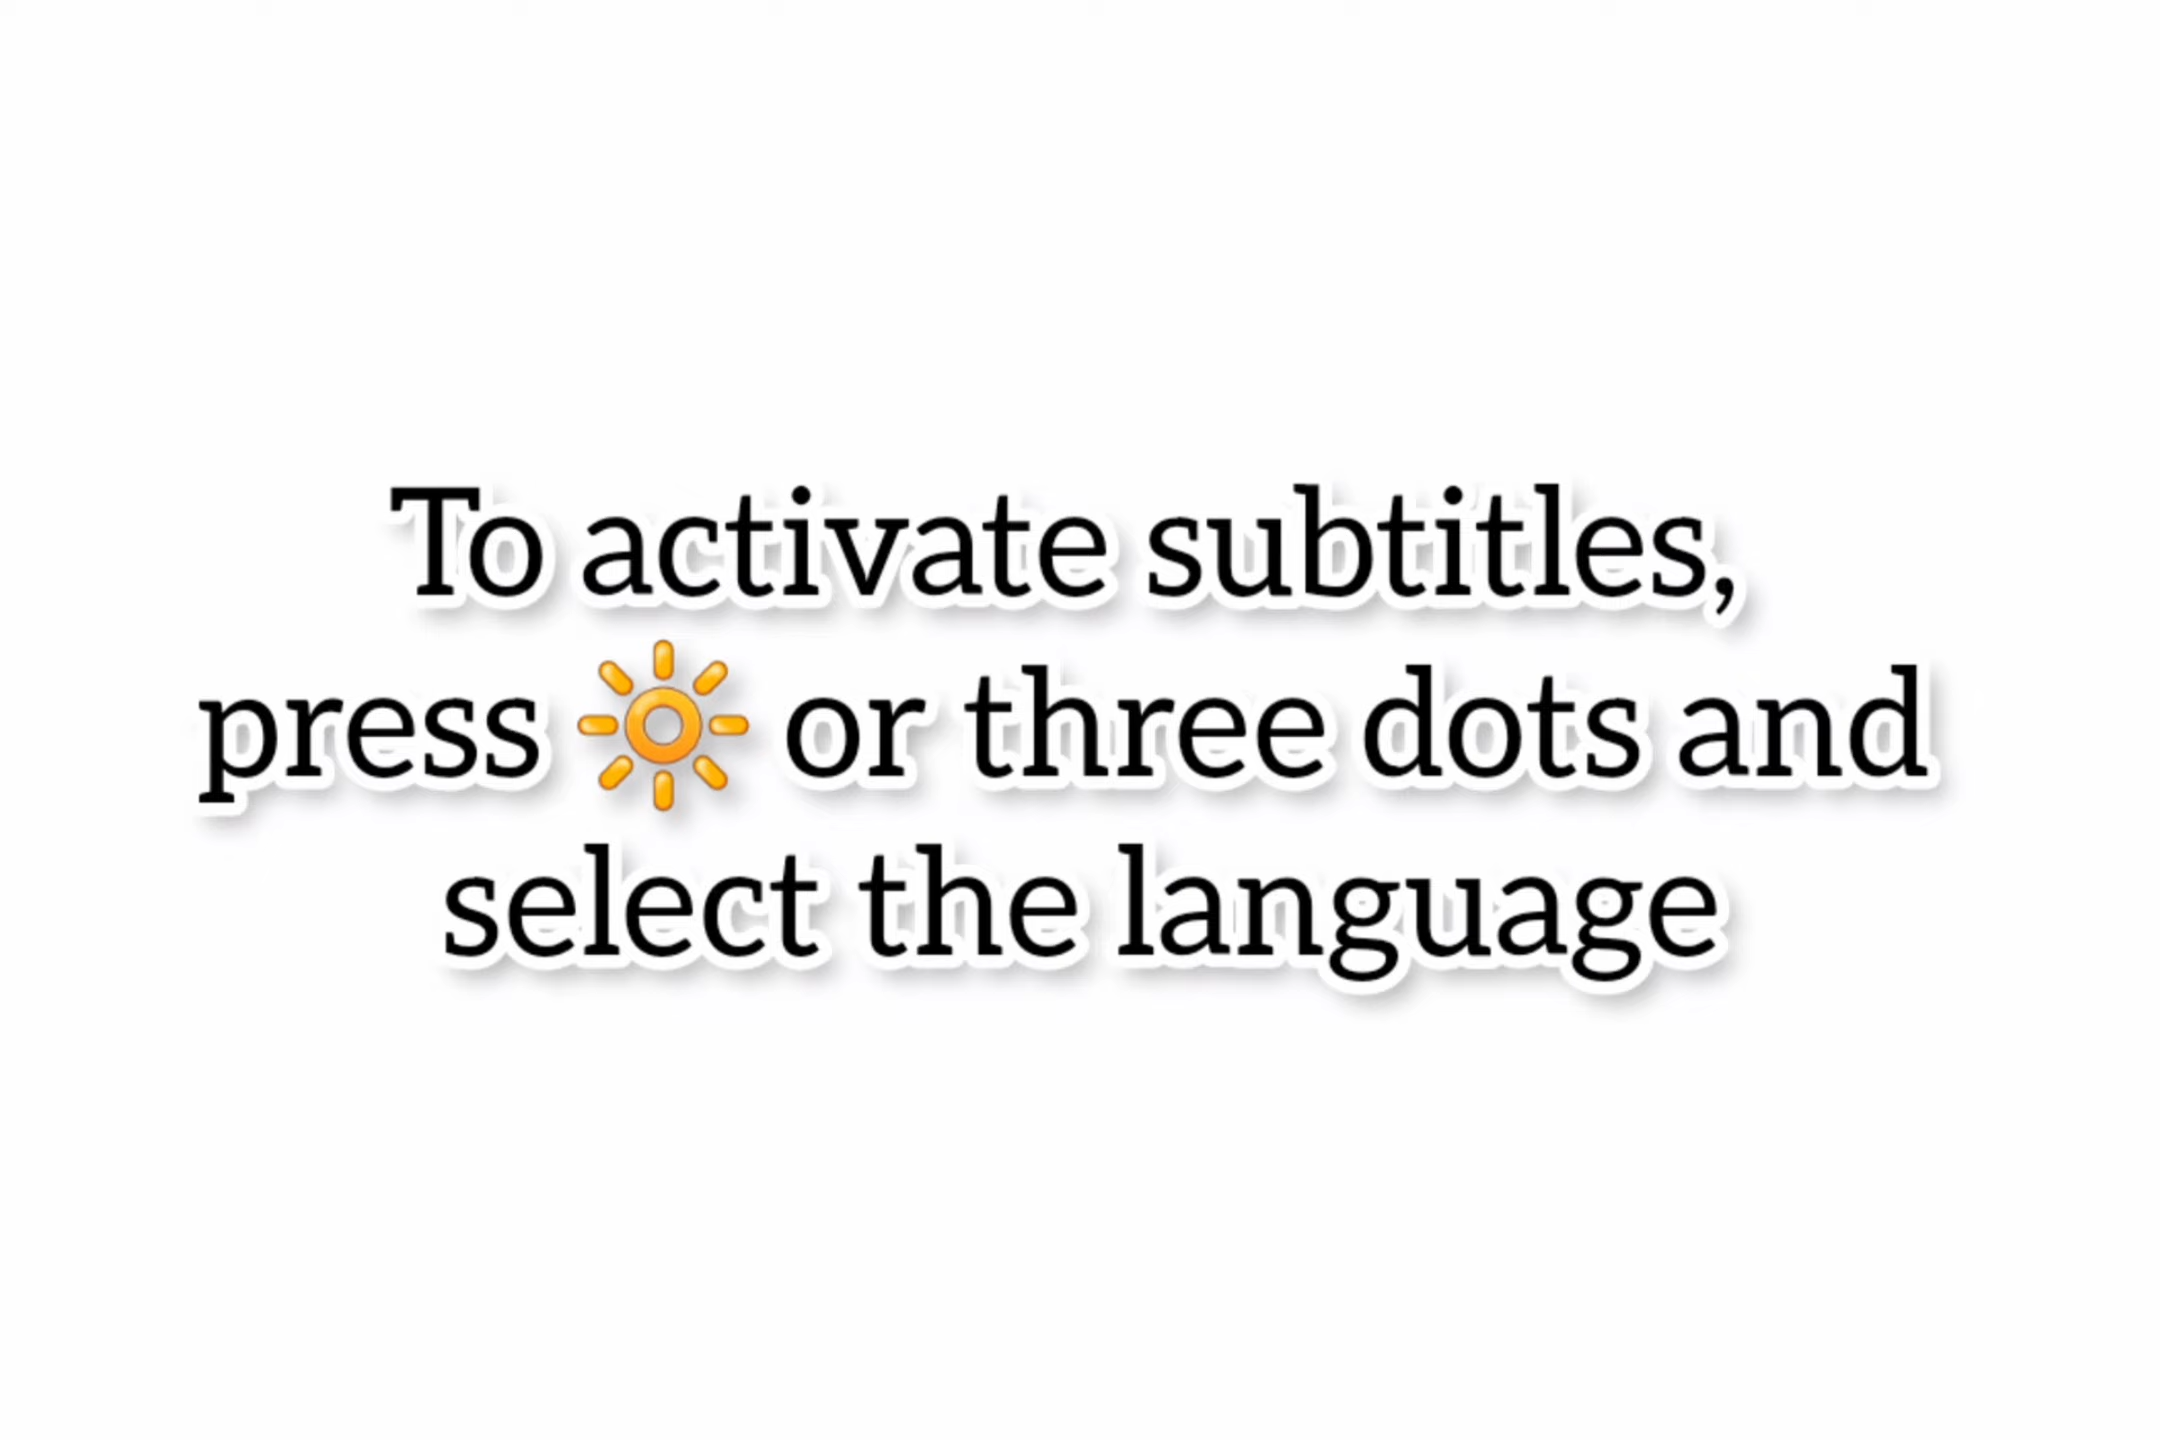 To activate subtitles,
press 🔆 or three dots and
select the language